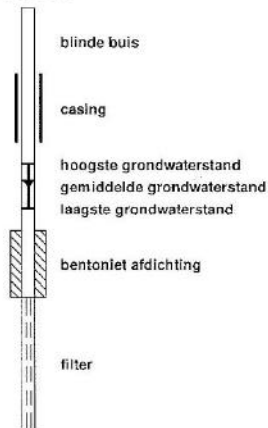 blinde buis
casing
hoogste grondwaterstand
gemiddelde grondwaterstand
laagste grondwaterstand
bentoniet afdichting
filter